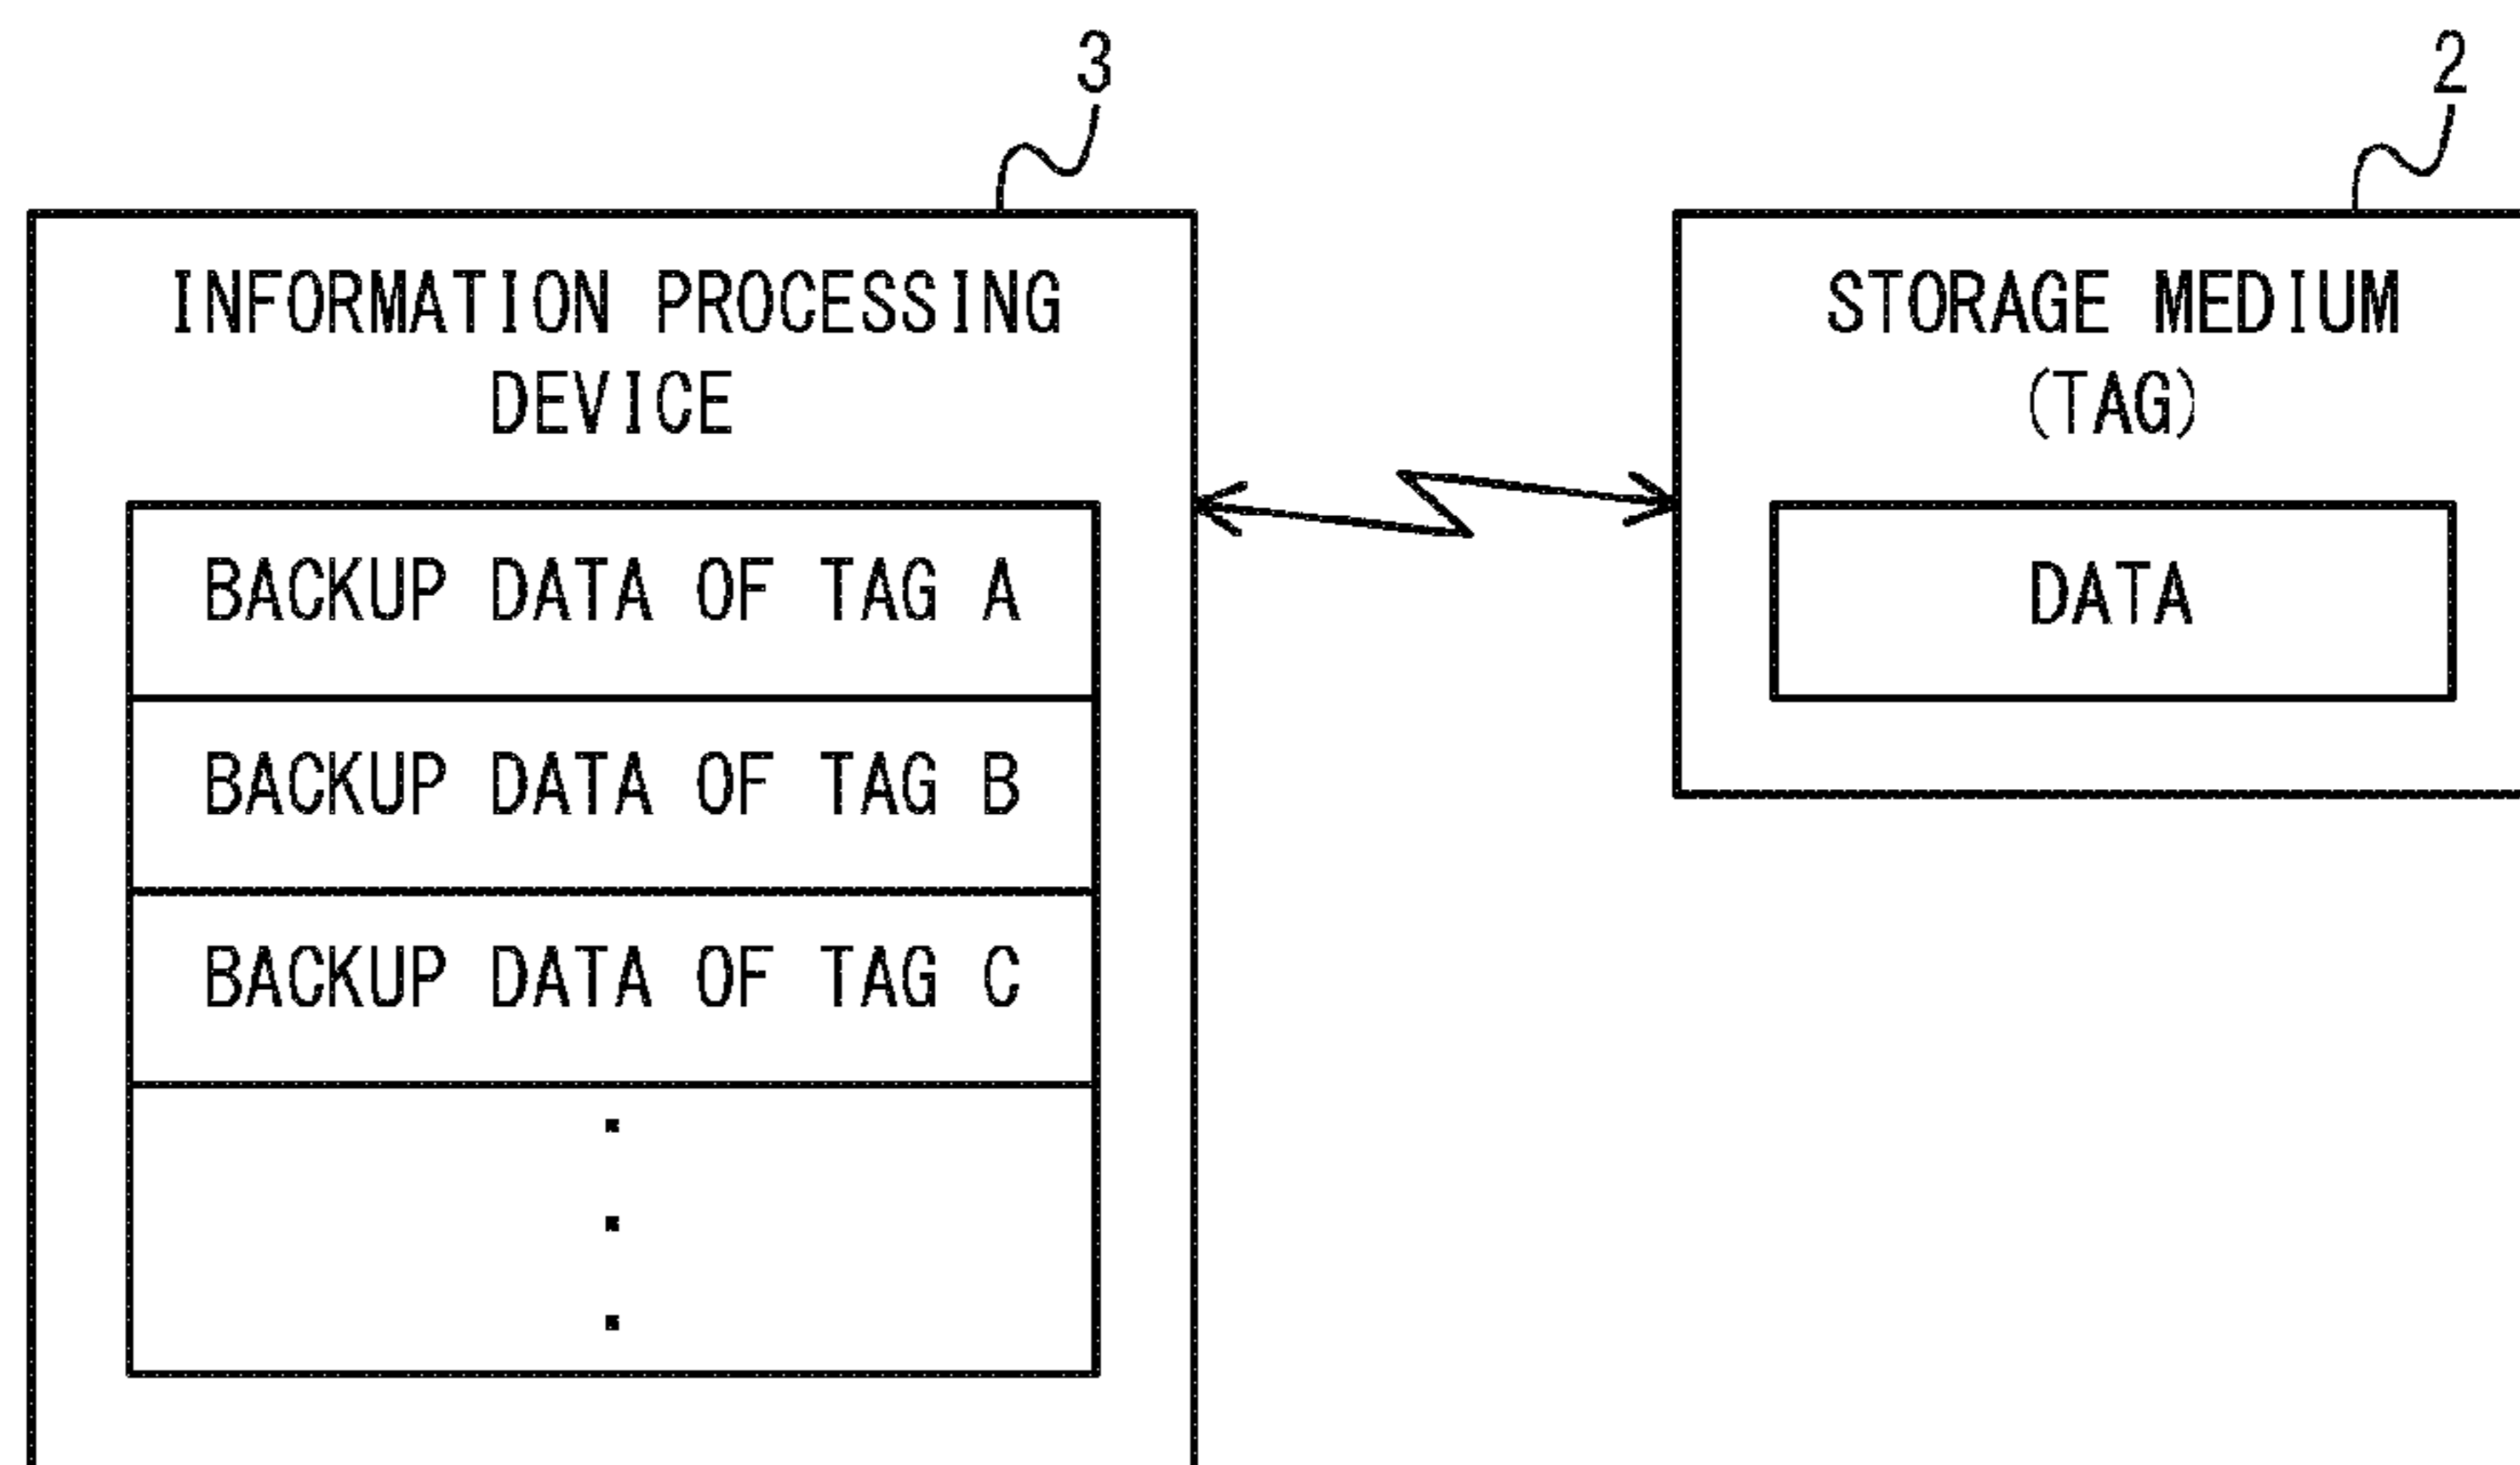 3
INFORMATION PROCESSING
DEVICE
BACKUP DATA OF TAG A
BACKUP DATA OF TAG B
BACKUP DATA OF TAG C
2
STORAGE MEDIUM
(TAG)
DATA